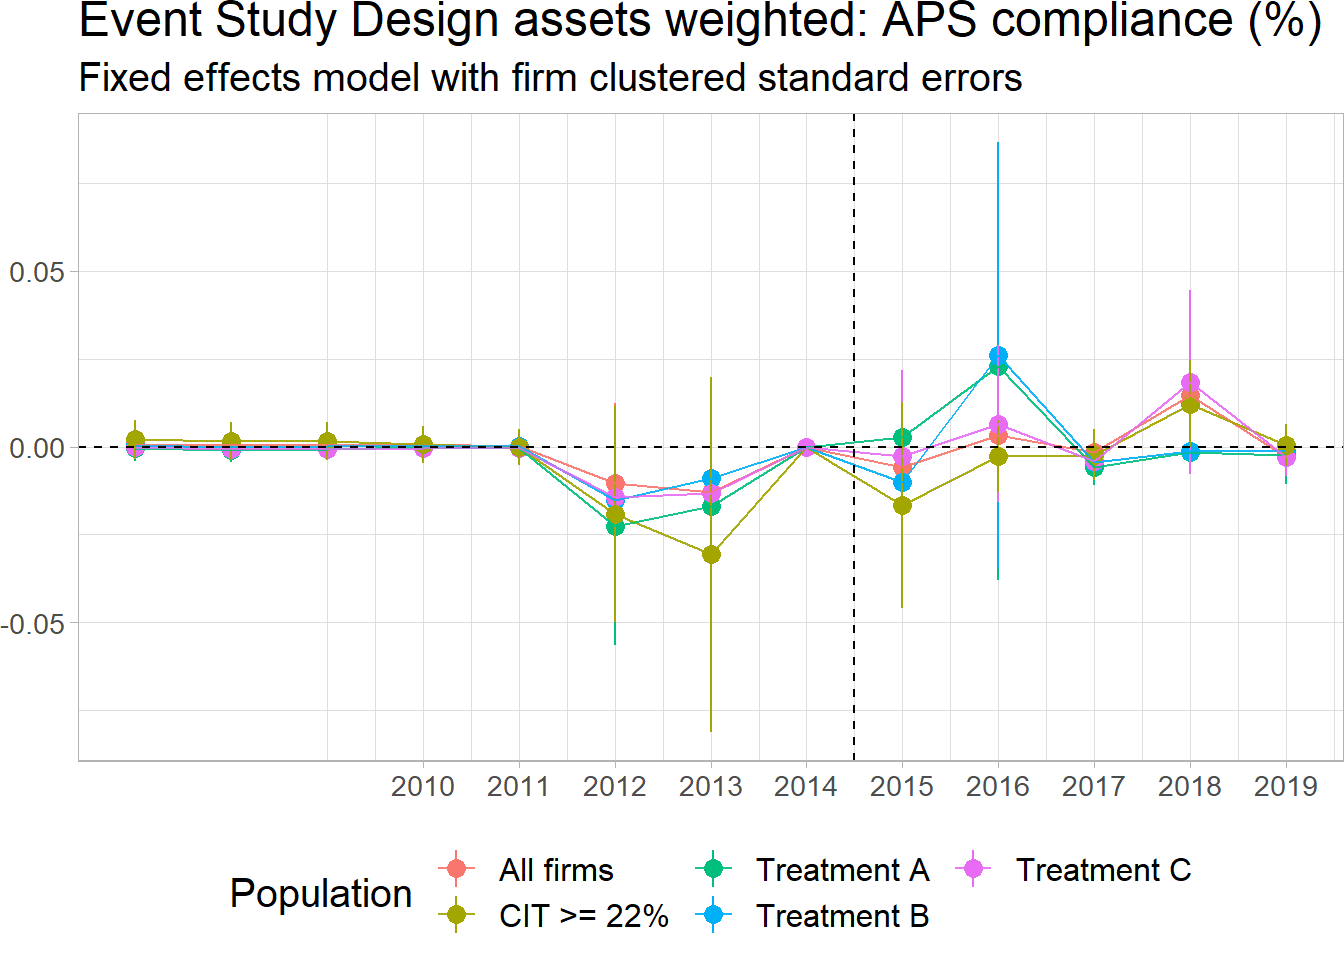 Event Study Design assets weighted: APS compliance (%)
Fixed effects model with firm clustered standard errors
0.05
0.00
-0.05
2010 2011 2012 2013 2014 2015 2016 2017 2018 2019
Population
All firms
Treatment A
Treatment C
CIT >= 22%
Treatment B